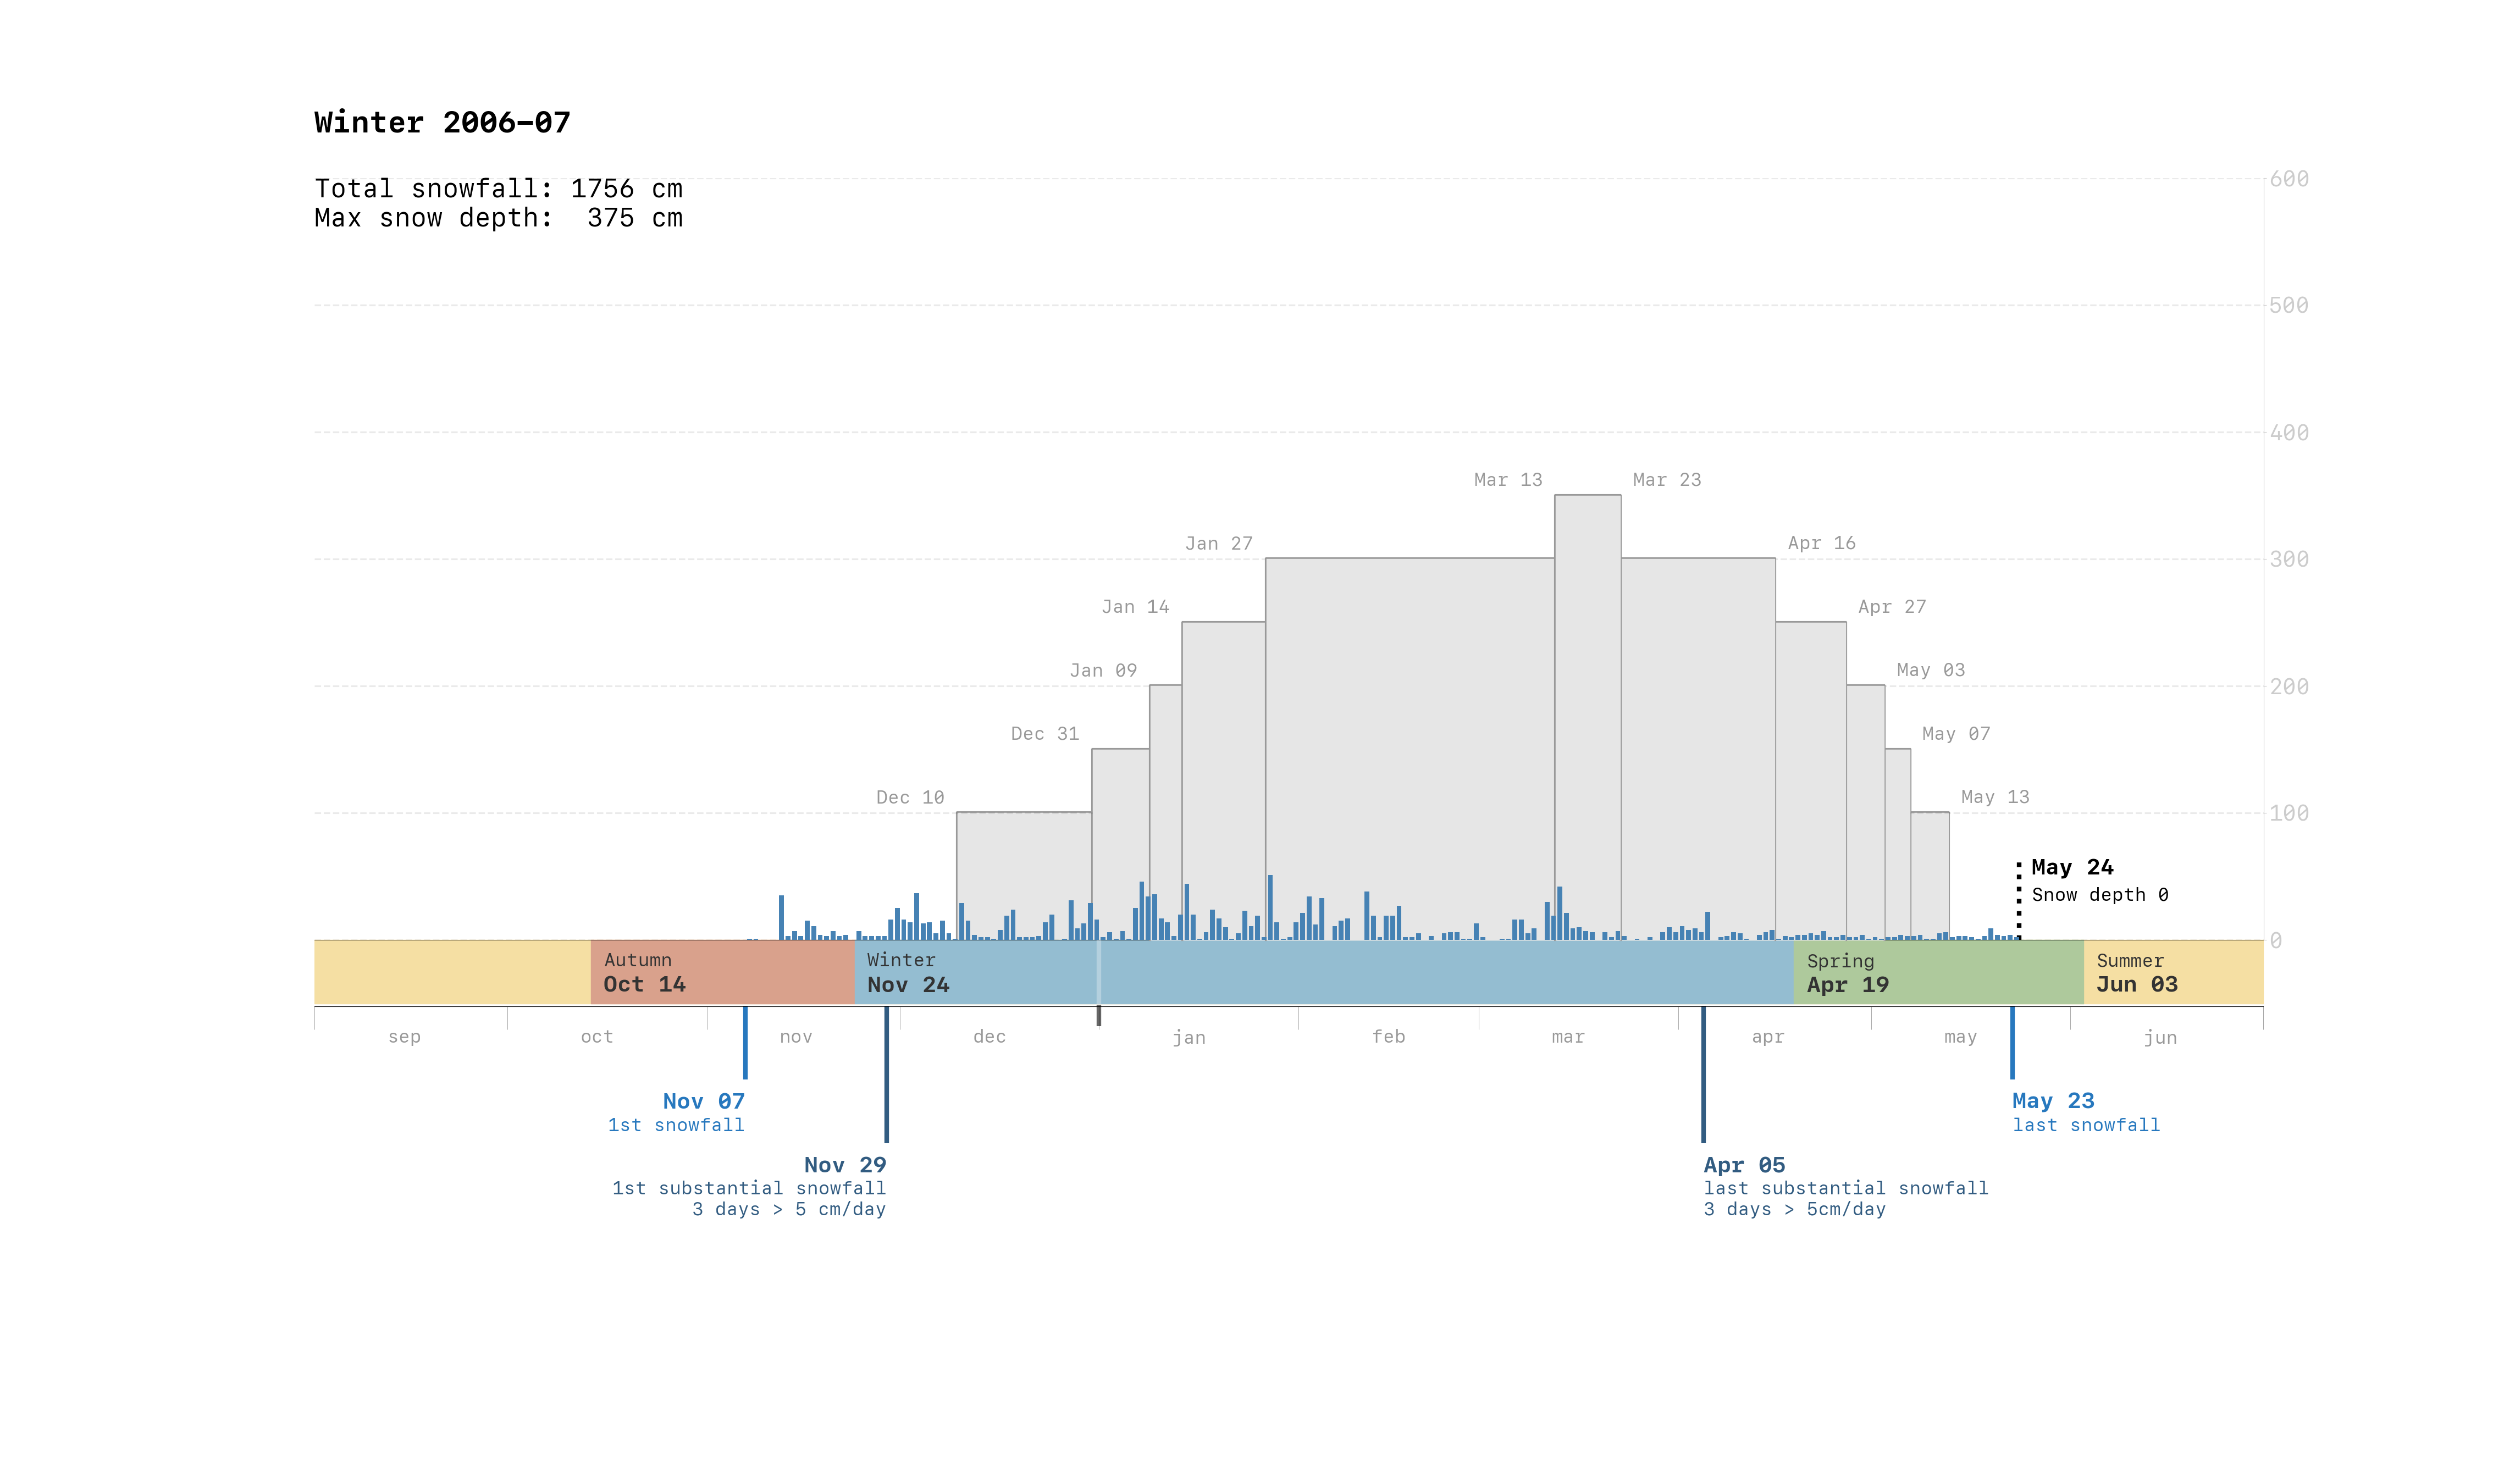 Winter 2006–07
Total snowfall: 1756 cm
Max snow depth: 375 cm
600
500
400
Mar 13
Mar 23
Jan 27
Apr 16
300
Jan 14
Apr 27
Jan 09
May 03
200
Dec 31
May 07
Dec 10
May 13
100
May 24
Snow depth 0
0
Autumn
Oct 14
Winter
Nov 24
Spring
Apr 19
Summer
Jun 03
sep
oct
nov
dec
jan
feb
mar
apr
may
jun
Nov 07
1st snowfall
May 23
last snowfall
Nov 29
1st substantial snowfall
3 days > 5 cm/day
Apr 05
last substantial snowfall
3 days > 5cm/day